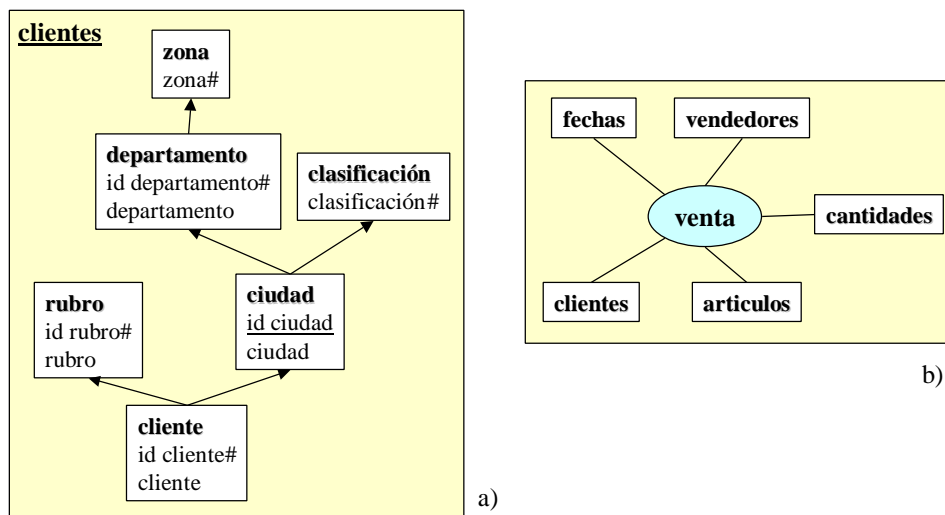 clientes
zona
zona#
departamento
id departamento#
departamento
clasificación
clasificación#
rubro
id rubro#
rubro
ciudad
id ciudad
ciudad
cliente
id cliente#
cliente
a)
fechas
vendedores
venta
cantidades
clientes
articulos
b)